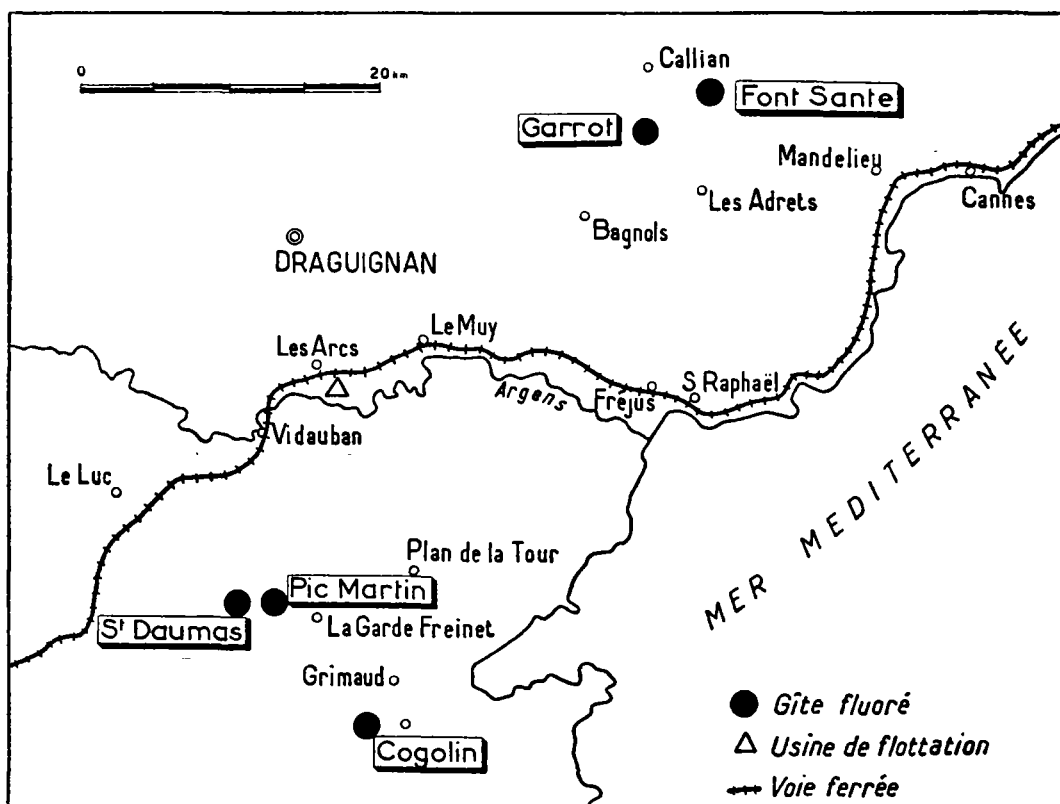 0
20 km
Callian
Font Sante
Garrot
Mandelieu
Cannes
Les Adrets
Bagnols
DRAGUIGNAN
Le Muy
Les Arcs
Argens
Fréjus
S Raphaël
Vidauban
Le Luc
MER MEDITERRANÉE
Plan de la Tour
Pic Martin
St Daumas
La Garde Freinet
Grimaud
Cogolin
Gîte fluoré
Usine de flottation
Voie ferrée